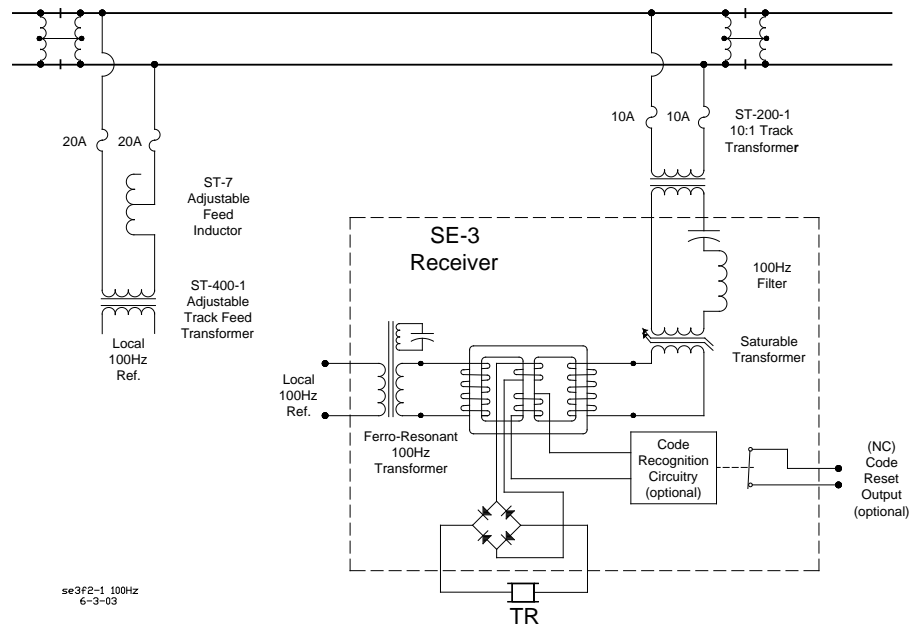 20A
20A
ST-7
Adjustable
Feed
Inductor
ST-400-1
Adjustable
Track Feed
Transformer
Local
100Hz
Ref.
10A
10A
ST-200-1
10:1 Track
Transformer
SE-3
Receiver
100Hz
Filter
Saturable
Transformer
Local
100Hz
Ref.
Ferro-Resonant
100Hz
Transformer
Code
Recognition
Circuitry
(optional)
(NC)
Code
Reset
Output
(optional)
TR
se3f2-1 100Hz
6-3-03